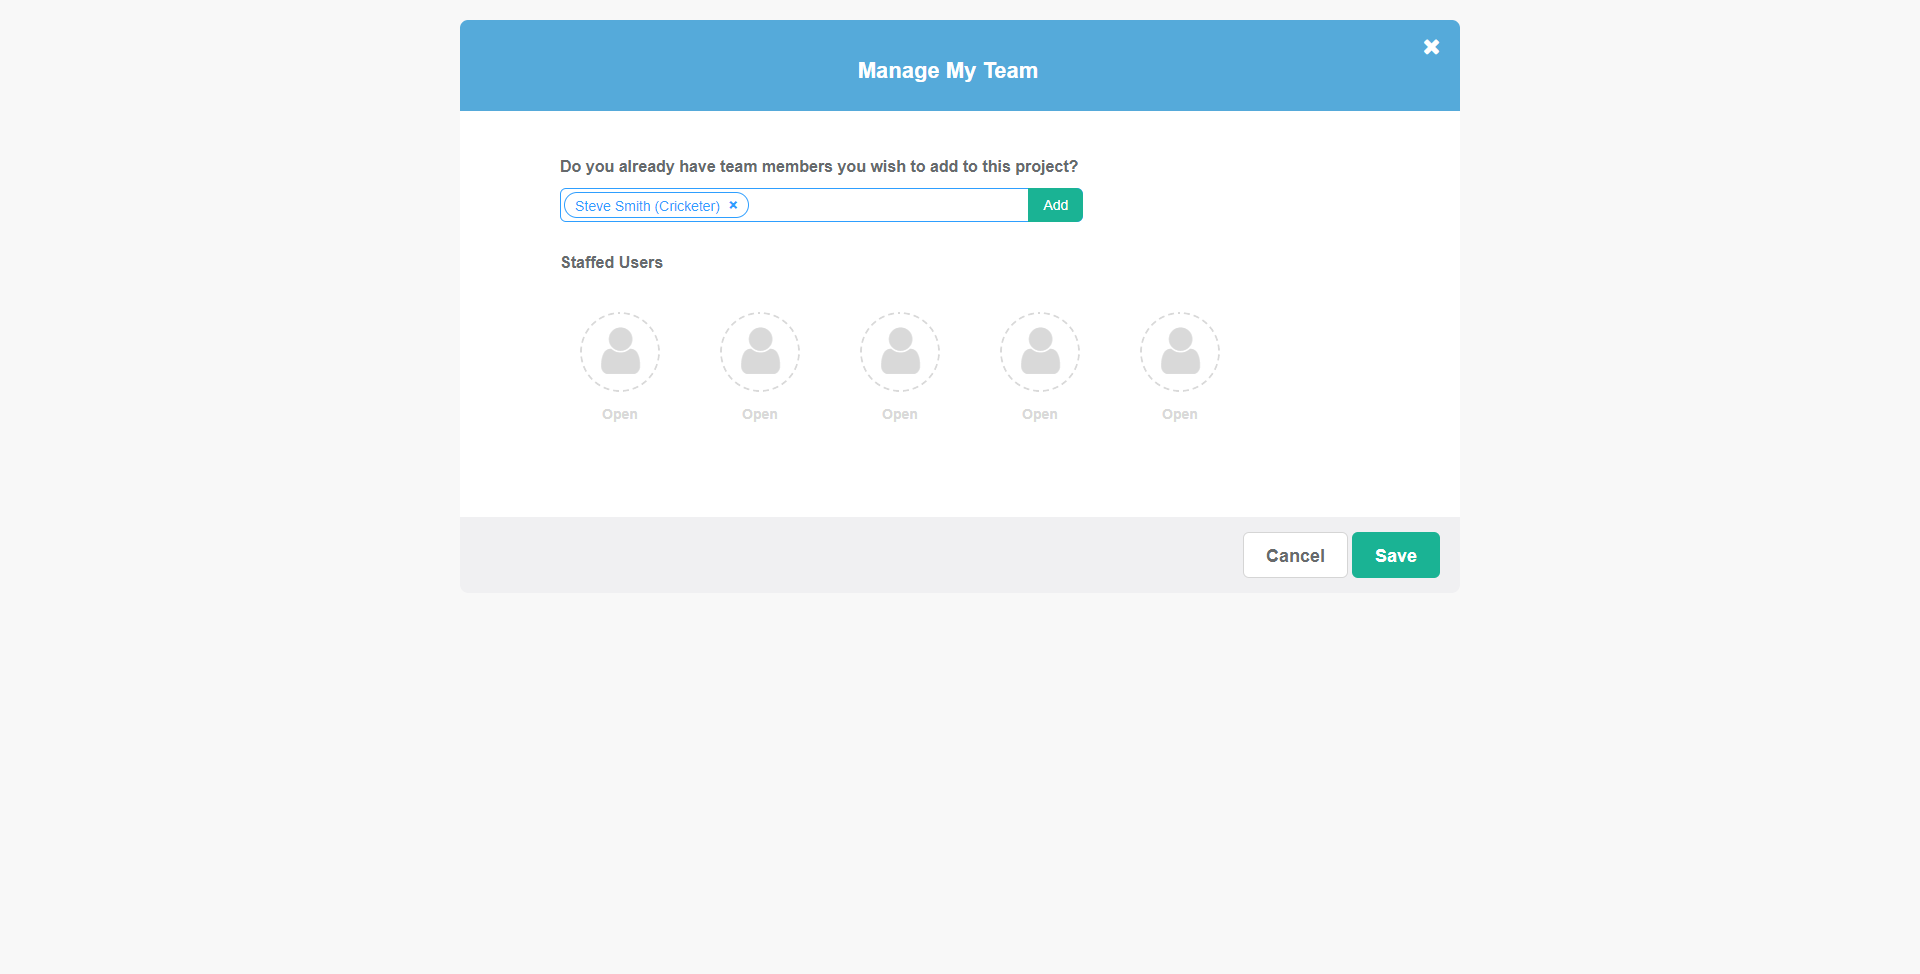 Manage My Team
Do you already have team members you wish to add to this project?
Steve Smith (Cricketer)
Add
Staffed Users
Open Open Open Open Open
Cancel Save